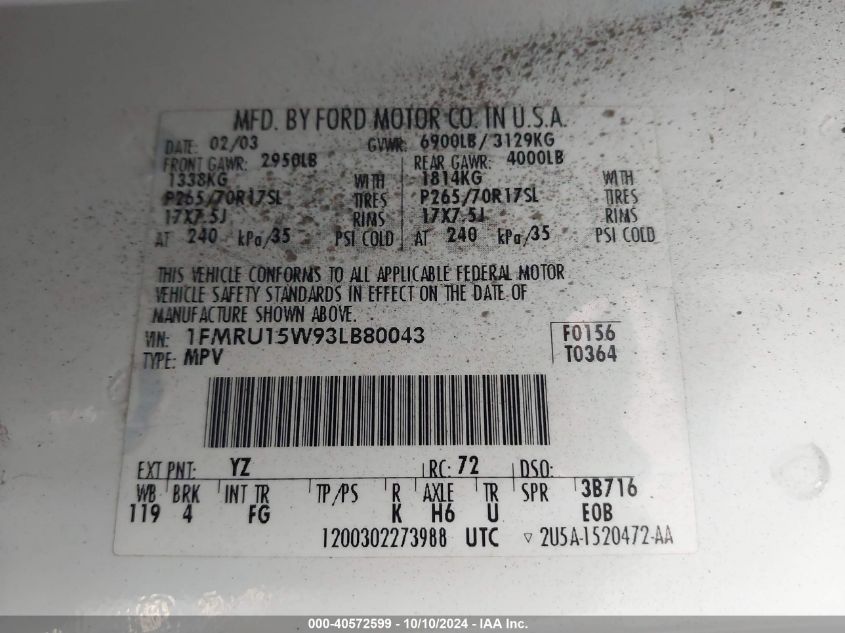 MFD. BY FORD MOTOR CO. IN U.S.A.
DATE: 02/03 GVWR: 6900LB / 3129KG
FRONT GAWR: 2950LB REAR GAWR: 4000LB
1338KG WITH 1814KG WITH
P265/70R17SL TIRES P265/70R17SL TIRES
17X7.5J RIMS 17X7.5J RIMS
AT 240 kPa/35 PSI COLD AT 240 kPa/35 PSI COLD
THIS VEHICLE CONFORMS TO ALL APPLICABLE FEDERAL MOTOR
VEHICLE SAFETY STANDARDS IN EFFECT ON THE DATE OF
MANUFACTURE SHOWN ABOVE.
VIN: 1FMRU15W93LB80043 F0156
TYPE: MPV T0364
EXT PNT: YZ RC: 72 DSO:
WB BRK INT TR TP/PS R AXLE TR SPR 3B716
119 4 FG K H6 U EOB
1200302273988 UTC ▽ 2U5A-1520472-AA
000-40572599 - 10/10/2024 - IAA Inc.